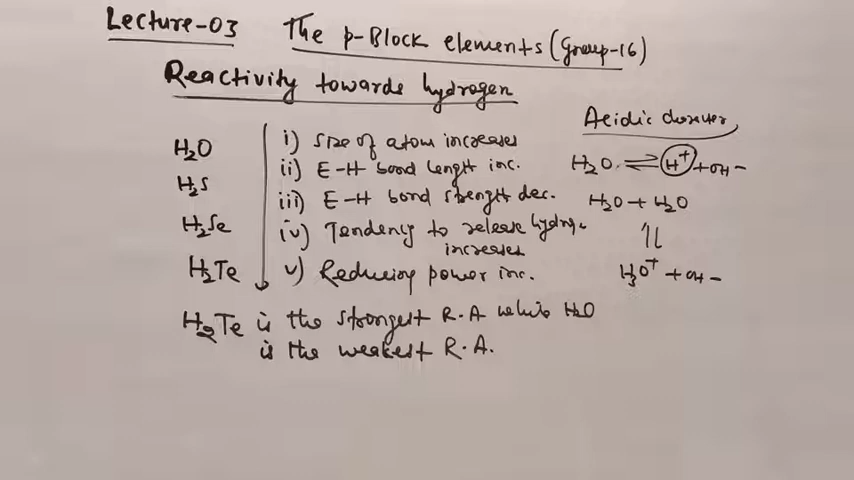 Lecture-03 The p-Block elements (Group-16)
Reactivity towards hydrogen
H₂O
H₂S
H₂Se
H₂Te
i) Size of atom increases
ii) E-H bond length inc.
iii) E-H bond strength dec.
iv) Tendency to release hydrogen
increases
v) Reducing power inc.
H₂Te is the strongest R.A while H₂O
is the weakest R.A.
Acidic character
H₂O ⇌ H⁺ + OH⁻
H₂O + H₂O
⇌
H₃O⁺ + OH⁻